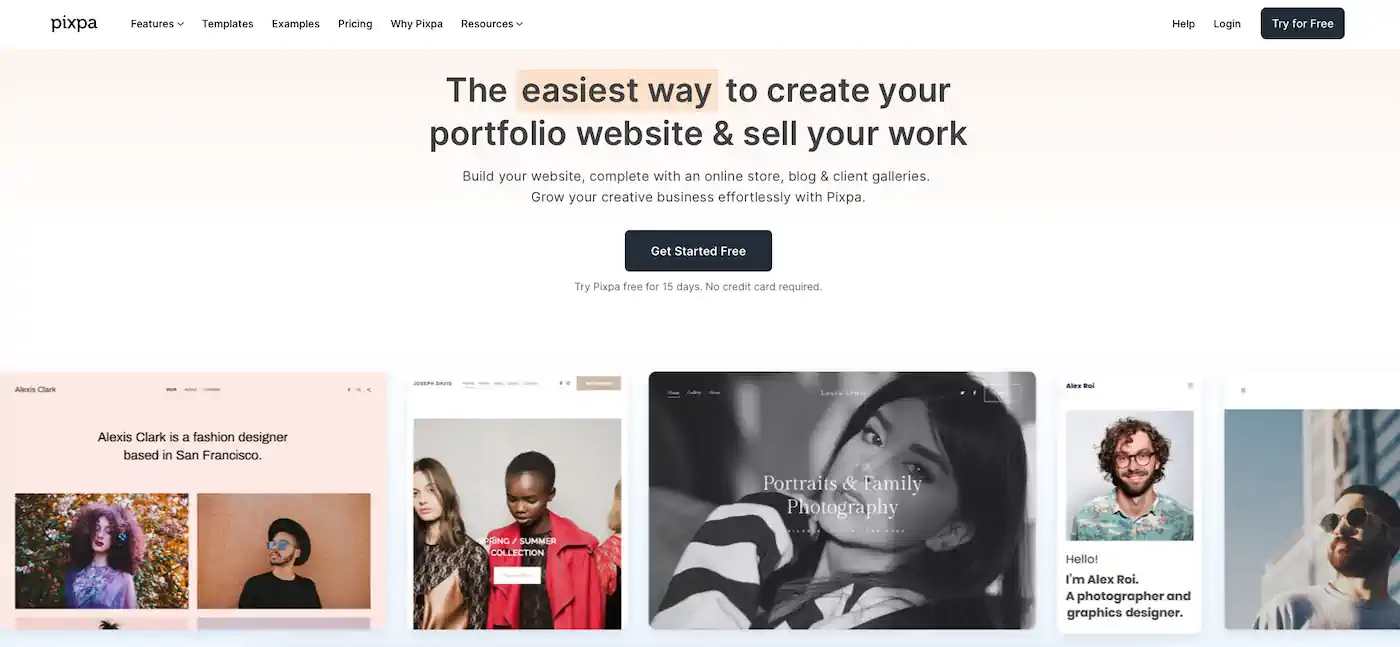 pixpa
Features
Templates
Examples
Pricing
Why Pixpa
Resources
Help
Login
Try for Free
The easiest way to create your
portfolio website & sell your work
Build your website, complete with an online store, blog & client galleries.
Grow your creative business effortlessly with Pixpa.
Get Started Free
Try Pixpa free for 15 days. No credit card required.
Alexis Clark
Alexis Clark is a fashion designer
based in San Francisco.
JOSEPH DAVIS
SPRING / SUMMER
COLLECTION
Laura Lewis
Portraits & Family
Photography
Alex Roi
Hello!
I'm Alex Roi.
A photographer and
graphics designer.